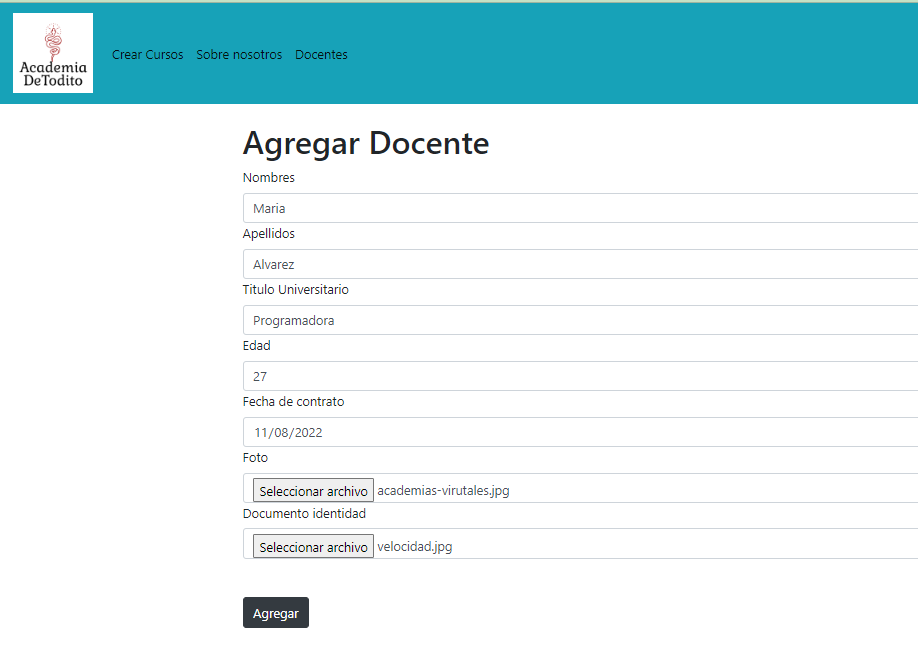 Academia
DeTodito
Crear Cursos Sobre nosotros Docentes
Agregar Docente
Nombres
Maria
Apellidos
Alvarez
Titulo Universitario
Programadora
Edad
27
Fecha de contrato
11/08/2022
Foto
Seleccionar archivo academias-virutales.jpg
Documento identidad
Seleccionar archivo velocidad.jpg
Agregar